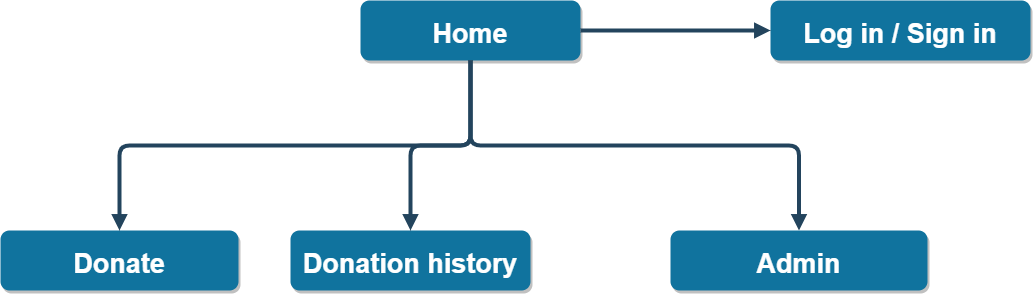 Home
Log in / Sign in
Donate
Donation history
Admin